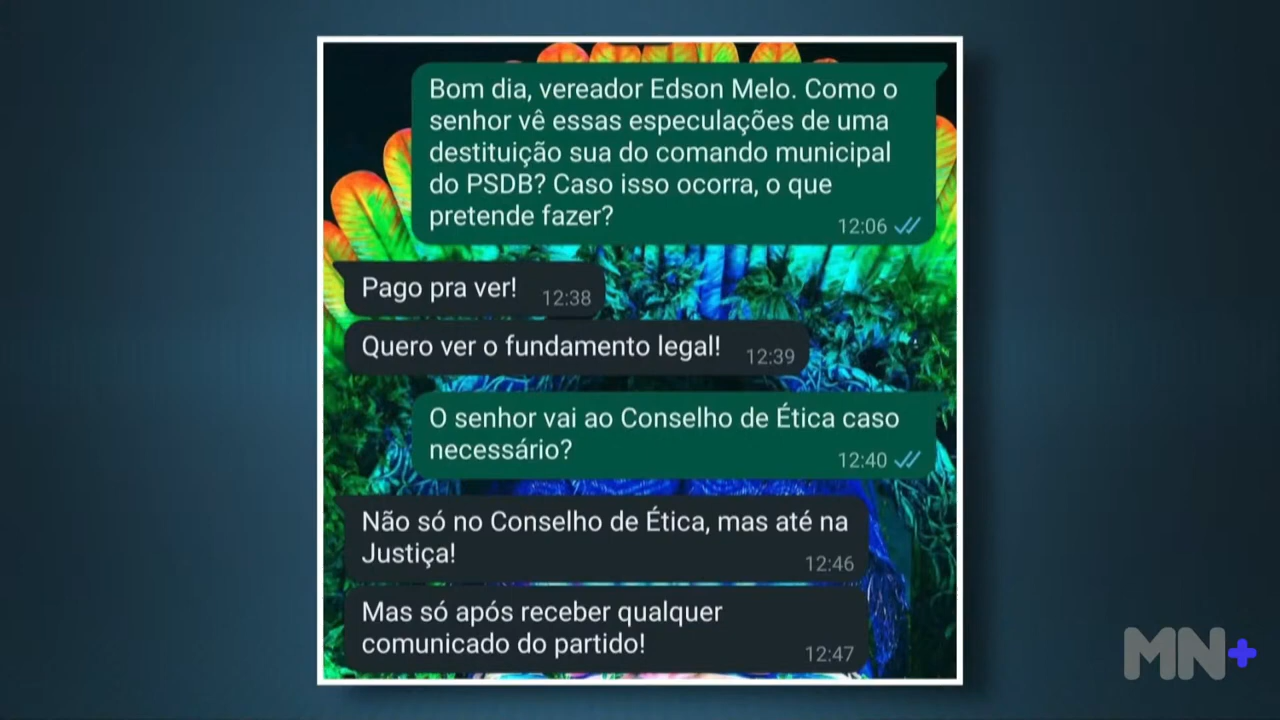 Bom dia, vereador Edson Melo. Como o
senhor vê essas especulações de uma
destituição sua do comando municipal
do PSDB? Caso isso ocorra, o que
pretende fazer?
12:06
Pago pra ver!
12:38
Quero ver o fundamento legal!
12:39
O senhor vai ao Conselho de Ética caso
necessário?
12:40
Não só no Conselho de Ética, mas até na
Justiça!
12:46
Mas só após receber qualquer
comunicado do partido!
12:47
MN+